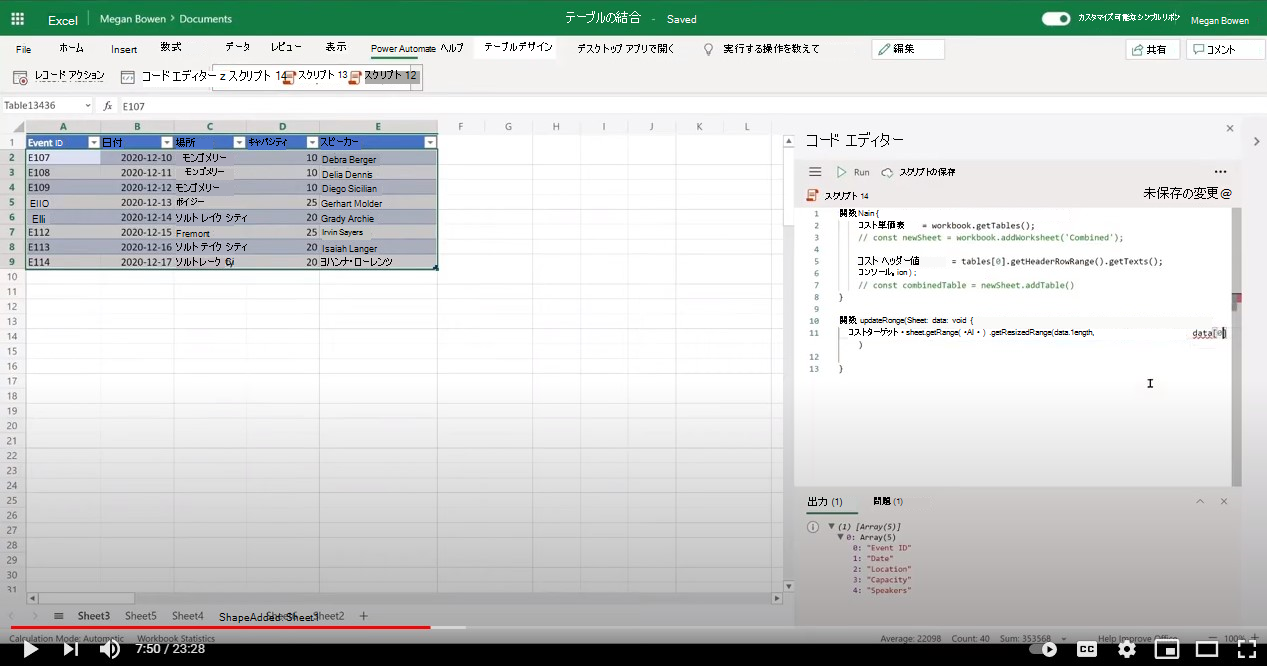 Excel Megan Bowen > Documents テーブルの結合 - Saved カスタマイズ可能なシンプルリボン Megan Bowen
File ホーム Insert 数式 データ レビュー 表示 Power Automate ヘルプ テーブルデザイン デスクトップ アプリで開く 実行する操作を教えて 編集 共有 コメント
レコード アクション コード エディター z スクリプト 14 スクリプト 13 スクリプト 12
Table13436 fx E107
A B C D E F G H I J K L
1 Event ID 日付 場所 キャパシティ スピーカー
2 E107 2020-12-10 モンゴメリー 10 Debra Berger
3 E108 2020-12-11 モンゴメリー 10 Delia Dennis
4 E109 2020-12-12 モンゴメリー 10 Diego Sicilian
5 EllO 2020-12-13 ボイジー 25 Gerhart Molder
6 Elli 2020-12-14 ソルト レイク シティ 20 Grady Archie
7 E112 2020-12-15 Fremont 25 Irvin Sayers
8 E113 2020-12-16 ソルト テイク シティ 20 Isaiah Langer
9 E114 2020-12-17 ソルトレーク 20 ヨハンナ・ローレンツ
10
11
12
13
14
15
16
17
18
19
20
21
22
23
24
25
26
27
28
29
30
31
Sheet3 Sheet5 Sheet4 ShapeAdded: Sheet1 Sheet2 +
Calculation Mode: Automatic Workbook Statistics Average: 22098 Count: 40 Sum: 353568 Help Improve Office 100%
7:50 / 23:28 CC
コード エディター
Run スクリプトの保存 ...
スクリプト 14 未保存の変更@
1 関数 Nain {
2 コスト単価表 = workbook.getTables();
3 // const newSheet = workbook.addWorksheet('Combined');
4
5 コスト ヘッダー値 = tables[0].getHeaderRowRange().getTexts();
6 コンソール。ion);
7 // const combinedTable = newSheet.addTable()
8 }
9
10 関数 updateRonge(Sheet: data: void {
11 コストターゲット・sheet.getRange(・AI・) .getResizedRange(data.1ength, data[0]
)
12
13 }
出力 (1) 問題 (1)
(1) [Array(5)]
0: Array(5)
0: "Event ID"
1: "Date"
2: "Location"
3: "Capacity"
4: "Speakers"